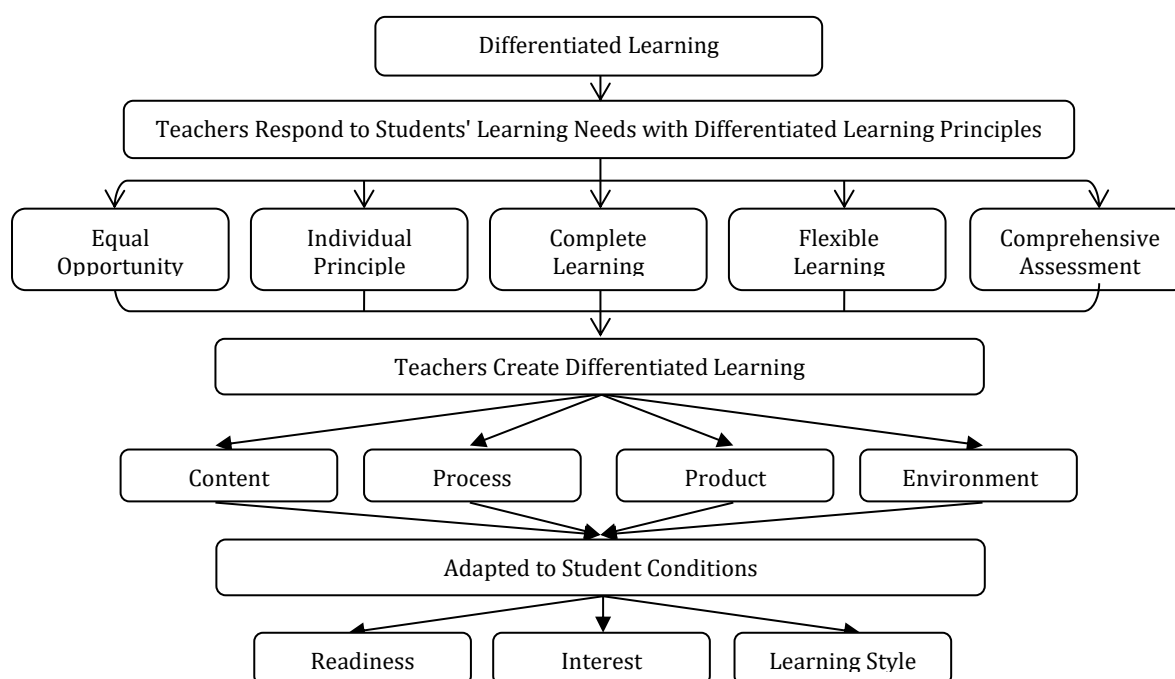 Differentiated Learning
Teachers Respond to Students' Learning Needs with Differentiated Learning Principles
Equal
Opportunity
Individual
Principle
Complete
Learning
Flexible
Learning
Comprehensive
Assessment
Teachers Create Differentiated Learning
Content
Process
Product
Environment
Adapted to Student Conditions
Readiness
Interest
Learning Style